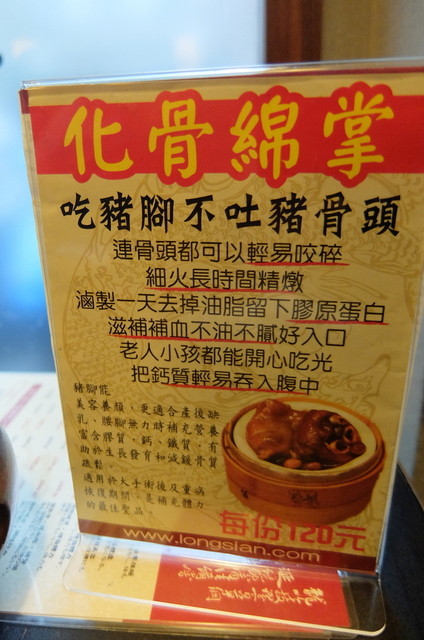 化骨綿掌
吃豬腳不吐豬骨頭
連骨頭都可以輕易咬碎
細火長時間精燉
滷製一天去掉油脂留下膠原蛋白
滋補補血不油不膩好入口
老人小孩都能開心吃光
把鈣質輕易吞入腹中
豬腳能
美容養顏，更適合產後缺
乳、腰腳無力時補充營養
富含膠質、鈣、鐵質，有
助於生長發育和減緩骨質
疏鬆
適用於大手術後及重病
恢復期間，是補充體力
的最佳聖品。
每份120元
www.longsian.com